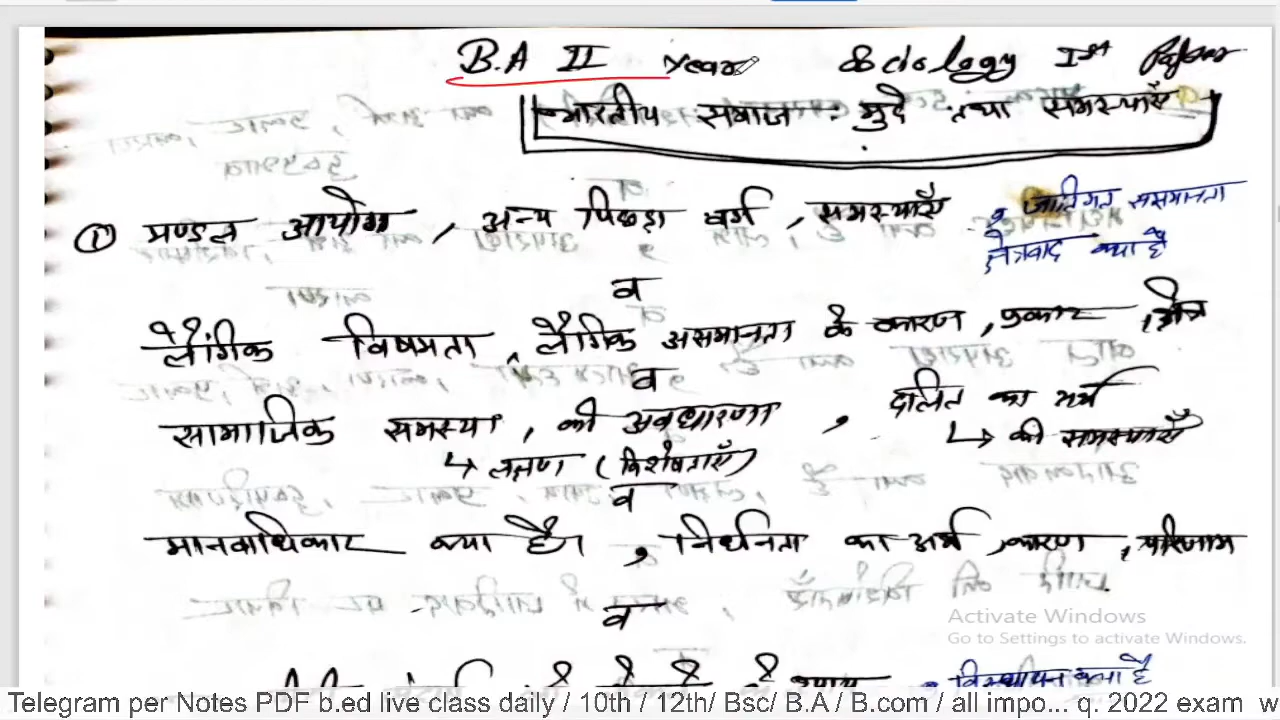 B.A II year Sociology Ist Paper
भारतीय समाज : मुद्दे तथा समस्याएँ
① मण्डल आयोग, अन्य पिछड़ा वर्ग, समस्याएँ, जातिगत असमानता
क्षेत्रवाद क्या है
व
लैंगिक विषमता, लैंगिक असमानता के कारण, प्रकार, क्षेत्र
व
सामाजिक समस्या, की अवधारणा, दलित का अर्थ
↳ लक्षण (विशेषताएँ) ↳ की समस्याएँ
व
मानवाधिकार क्या है।, निर्धनता का अर्थ, कारण, परिणाम
व
Activate Windows
Go to Settings to activate Windows.
विस्थापन क्या है
Telegram per Notes PDF b.ed live class daily / 10th / 12th/ Bsc/ B.A / B.com / all impo... q. 2022 exam w